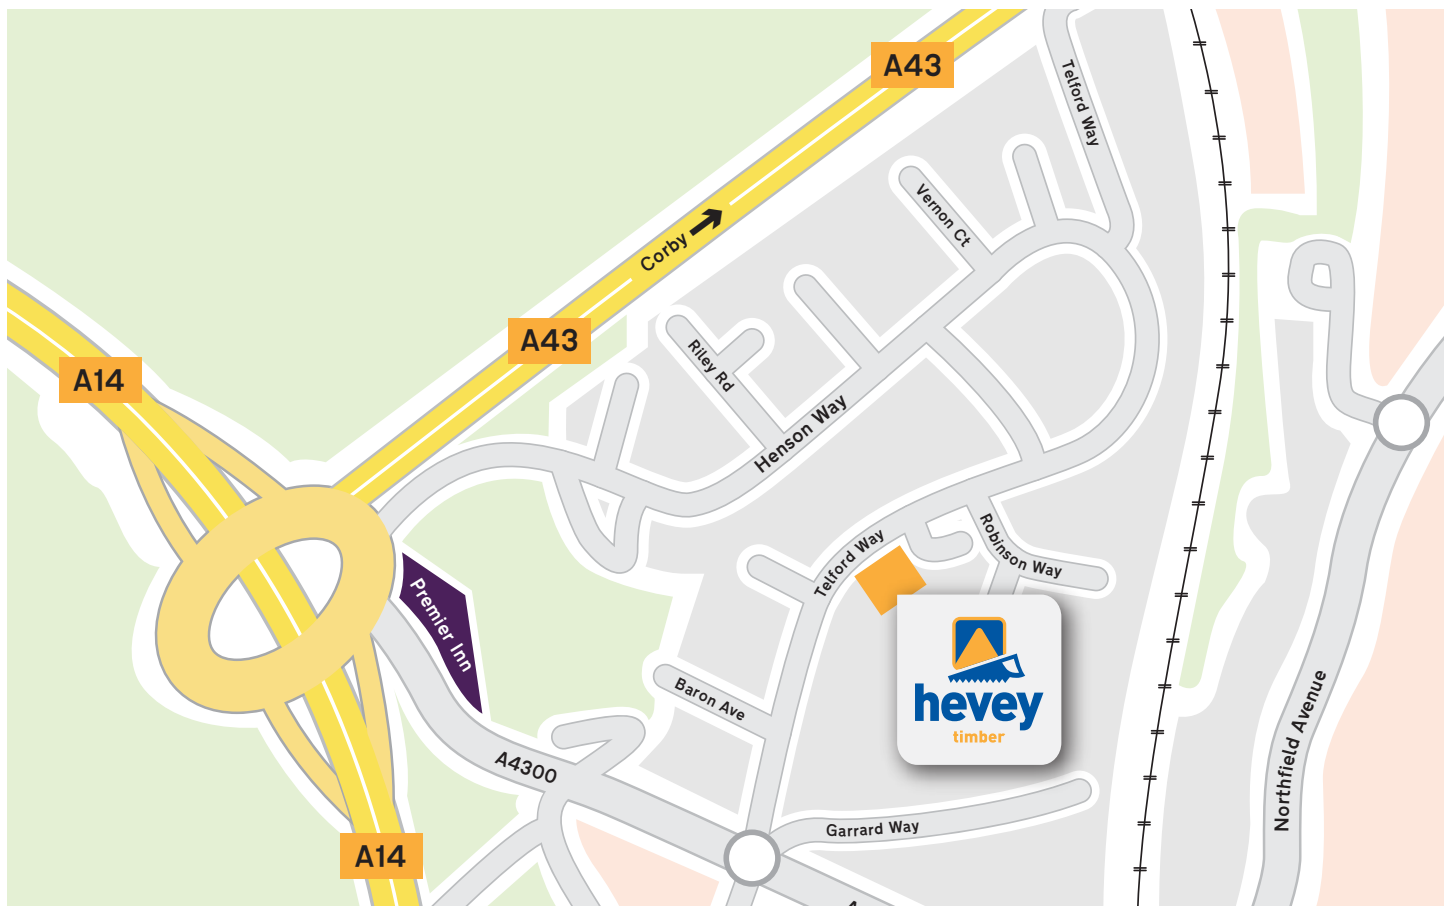 A43
Telford Way
Vernon Ct
Corby
A43
Riley Rd
A14
Henson Way
Telford Way
Robinson Way
Premier Inn
Baron Ave
hevey
timber
Northfield Avenue
A4300
Garrard Way
A14